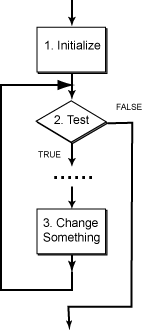 1. Initialize
2. Test
FALSE
TRUE
3. Change
Something